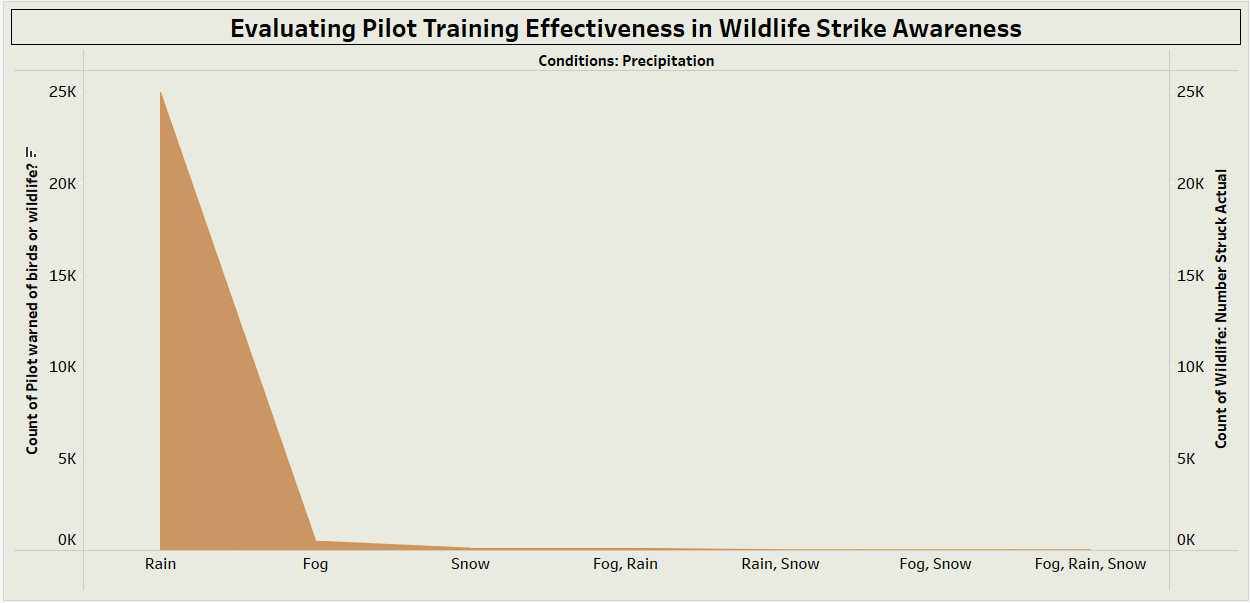 Evaluating Pilot Training Effectiveness in Wildlife Strike Awareness
Conditions: Precipitation
Count of Pilot warned of birds or wildlife?
25K
20K
15K
10K
5K
0K
25K
20K
15K
10K
5K
0K
Count of Wildlife: Number Struck Actual
Rain
Fog
Snow
Fog, Rain
Rain, Snow
Fog, Snow
Fog, Rain, Snow